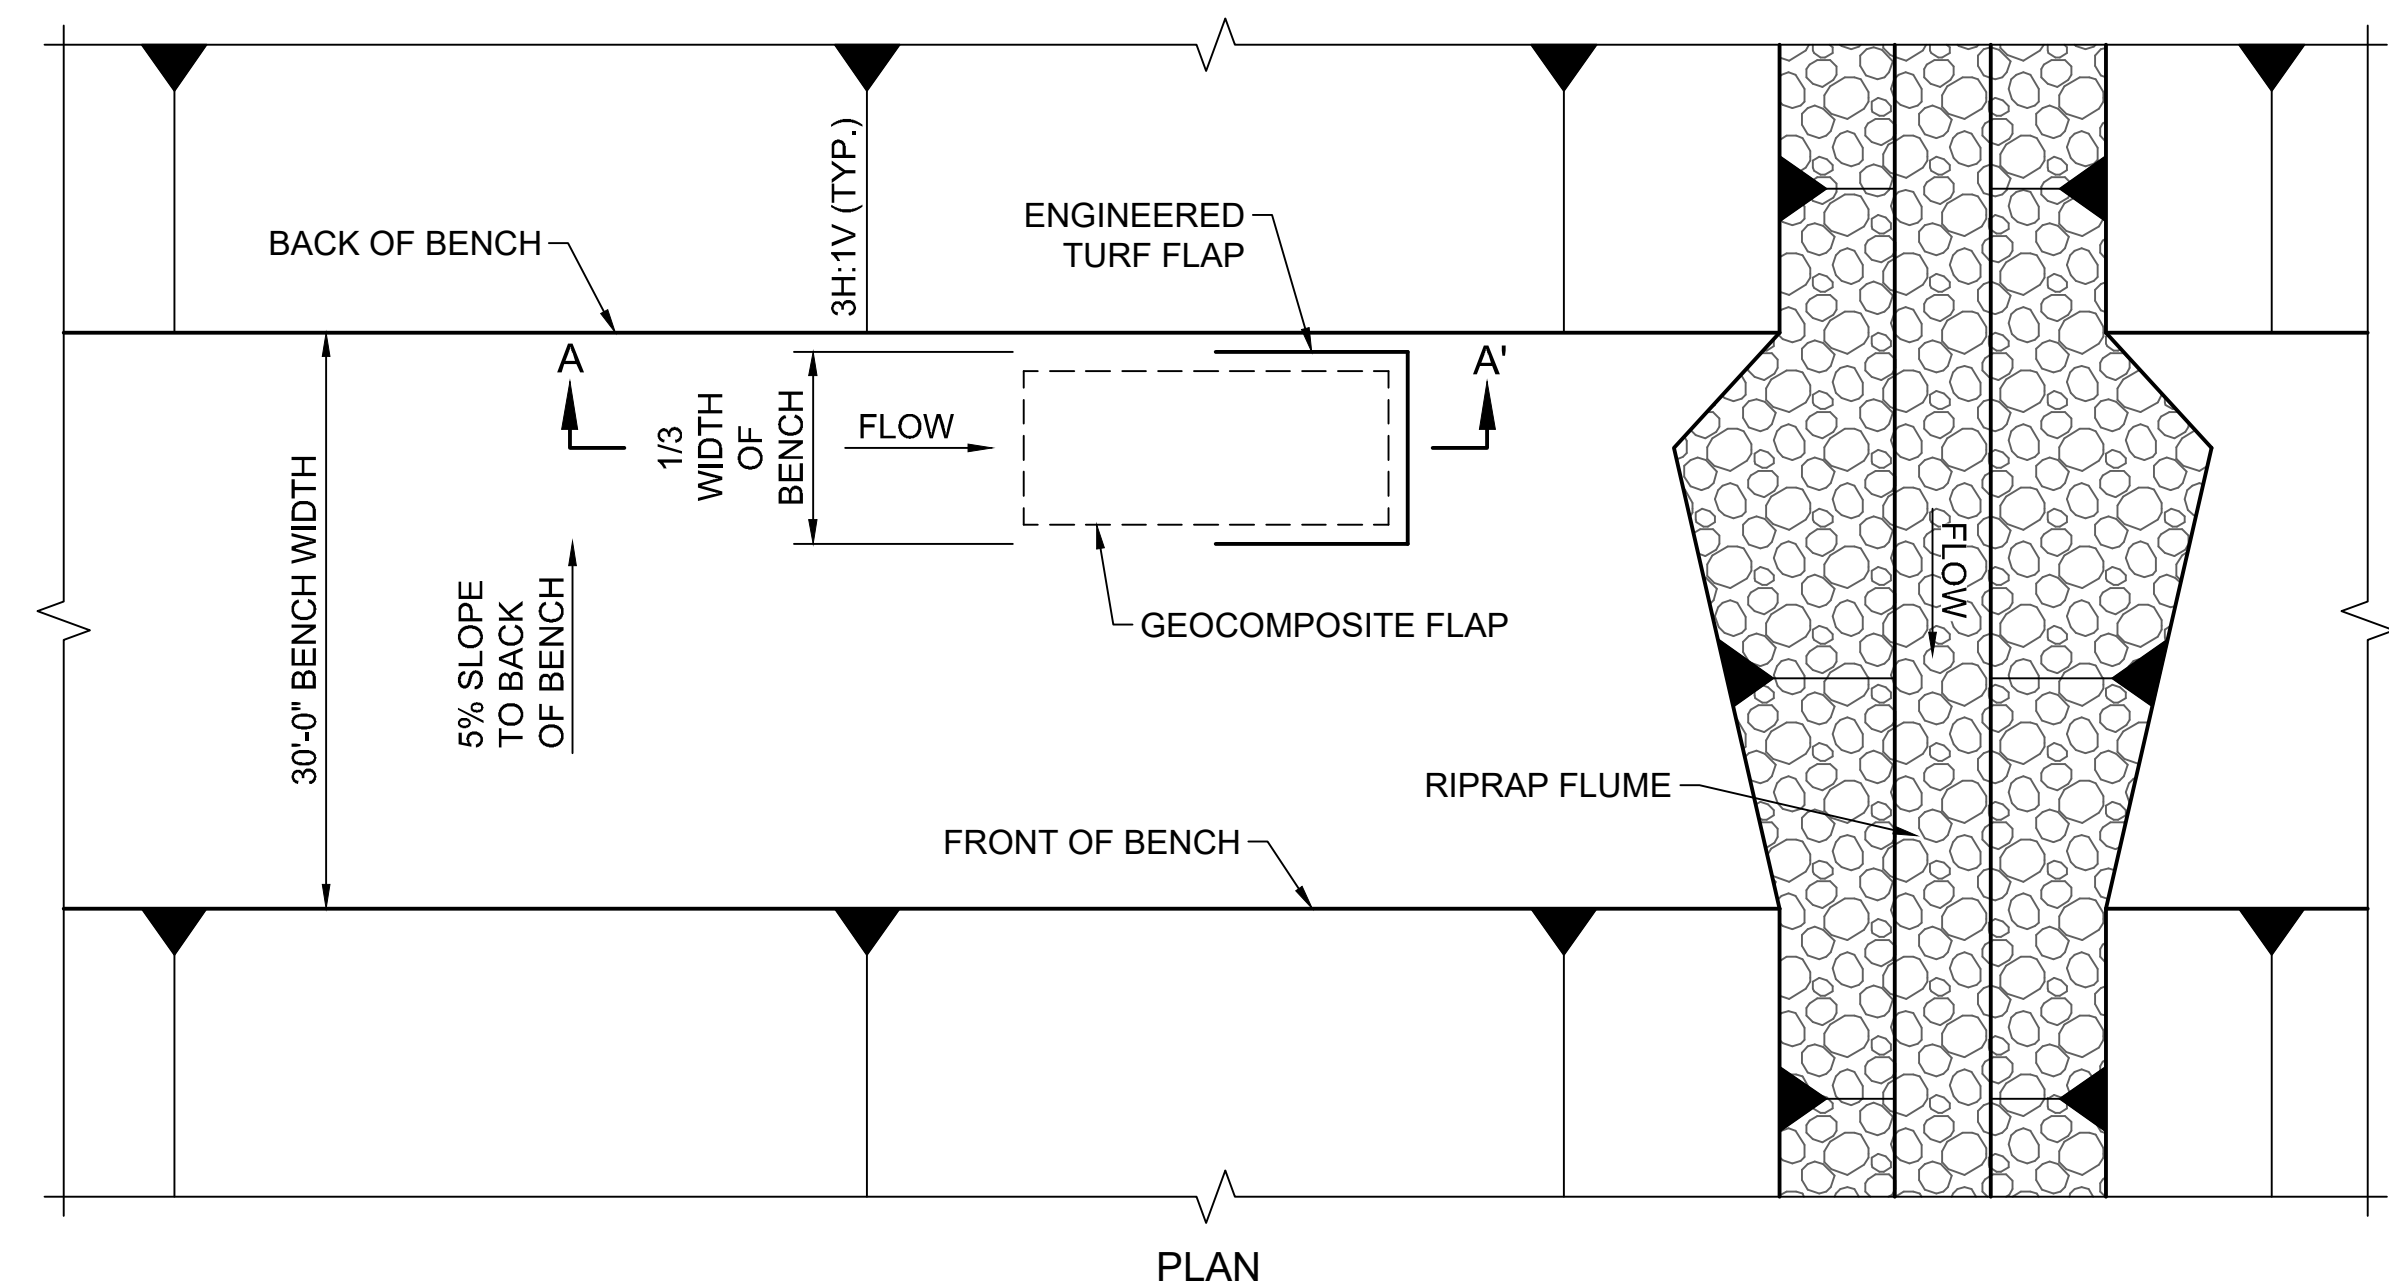 3H:1V (TYP.)
ENGINEERED
TURF FLAP
BACK OF BENCH
A
A'
1/3
WIDTH
OF
BENCH
FLOW
30'-0" BENCH WIDTH
5% SLOPE
TO BACK
OF BENCH
FLOW
GEOCOMPOSITE FLAP
RIPRAP FLUME
FRONT OF BENCH
PLAN